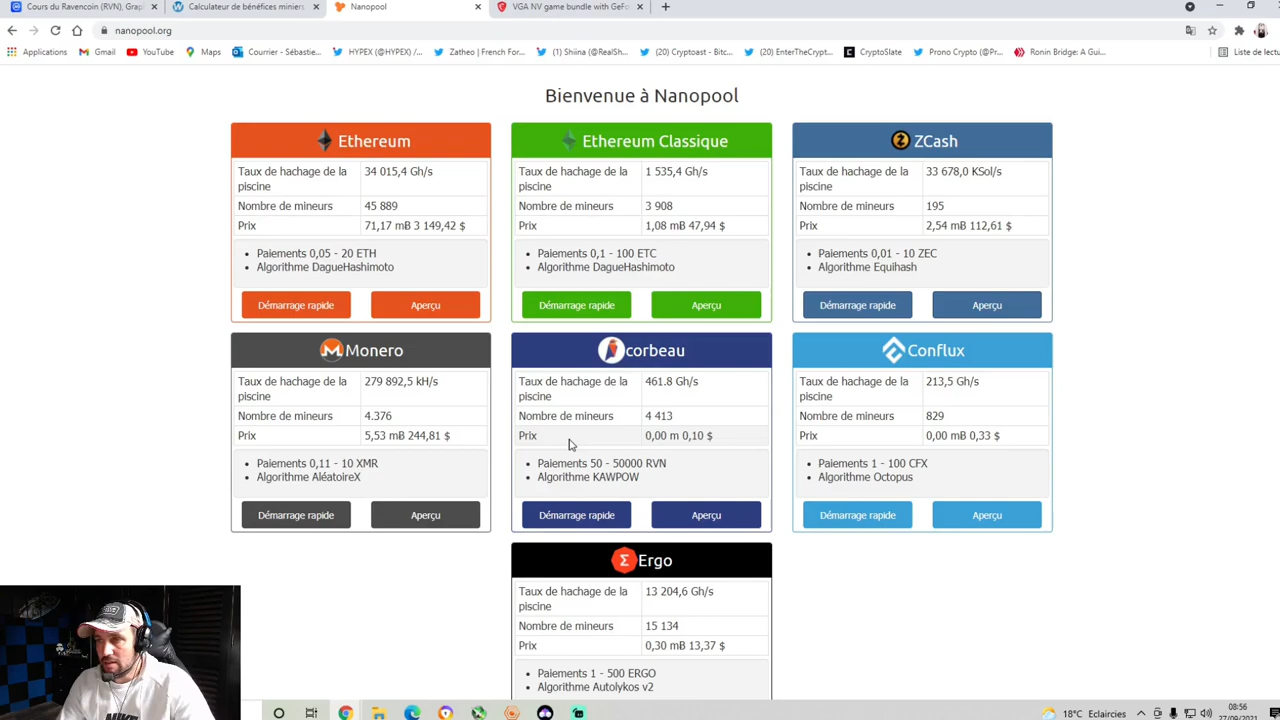 Cours du Ravencoin (RVN), Grap
Calculateur de bénéfices miniers
Nanopool
VGA NV game bundle with GeFo
nanopool.org
Applications
Gmail
YouTube
Maps
Courrier - Sébastie...
HYPEX (@HYPEX) /...
Zatheo | French For...
(1) Shiina (@RealSh...
(20) Cryptoast - Bitc...
(20) EnterTheCrypt...
CryptoSlate
Prono Crypto (@Pr...
Ronin Bridge: A Gui...
Liste de lectu
Bienvenue à Nanopool
Ethereum
Taux de hachage de la piscine
34 015,4 Gh/s
Nombre de mineurs
45 889
Prix
71,17 mB 3 149,42 $
Paiements 0,05 - 20 ETH
Algorithme DagueHashimoto
Démarrage rapide
Aperçu
Ethereum Classique
Taux de hachage de la piscine
1 535,4 Gh/s
Nombre de mineurs
3 908
Prix
1,08 mB 47,94 $
Paiements 0,1 - 100 ETC
Algorithme DagueHashimoto
Démarrage rapide
Aperçu
ZCash
Taux de hachage de la piscine
33 678,0 KSol/s
Nombre de mineurs
195
Prix
2,54 mB 112,61 $
Paiements 0,01 - 10 ZEC
Algorithme Equihash
Démarrage rapide
Aperçu
Monero
Taux de hachage de la piscine
279 892,5 kH/s
Nombre de mineurs
4.376
Prix
5,53 mB 244,81 $
Paiements 0,11 - 10 XMR
Algorithme AléatoireX
Démarrage rapide
Aperçu
corbeau
Taux de hachage de la piscine
461.8 Gh/s
Nombre de mineurs
4 413
Prix
0,00 m 0,10 $
Paiements 50 - 50000 RVN
Algorithme KAWPOW
Démarrage rapide
Aperçu
Conflux
Taux de hachage de la piscine
213,5 Gh/s
Nombre de mineurs
829
Prix
0,00 mB 0,33 $
Paiements 1 - 100 CFX
Algorithme Octopus
Démarrage rapide
Aperçu
Ergo
Taux de hachage de la piscine
13 204,6 Gh/s
Nombre de mineurs
15 134
Prix
0,30 mB 13,37 $
Paiements 1 - 500 ERGO
Algorithme Autolykos v2
18°C Eclaircies
08:56
27/09/2021